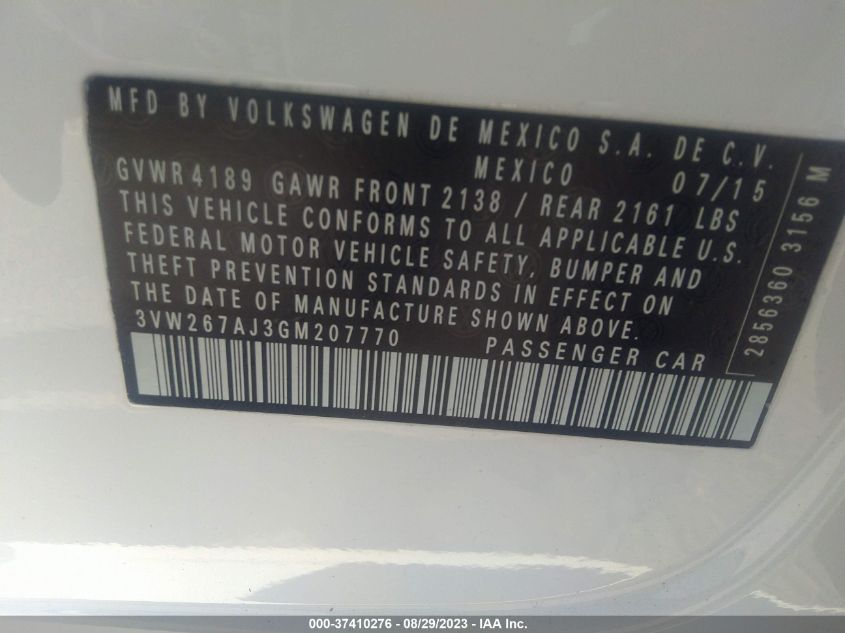 MFD BY VOLKSWAGEN DE MEXICO S.A. DE C.V.
MEXICO 07/15
GVWR 4189 GAWR FRONT 2138 / REAR 2161 LBS
THIS VEHICLE CONFORMS TO ALL APPLICABLE U.S.
FEDERAL MOTOR VEHICLE SAFETY, BUMPER AND
THEFT PREVENTION STANDARDS IN EFFECT ON
THE DATE OF MANUFACTURE SHOWN ABOVE.
3VW267AJ3GM207770 PASSENGER CAR
2856360 3156 M
000-37410276 - 08/29/2023 - IAA Inc.